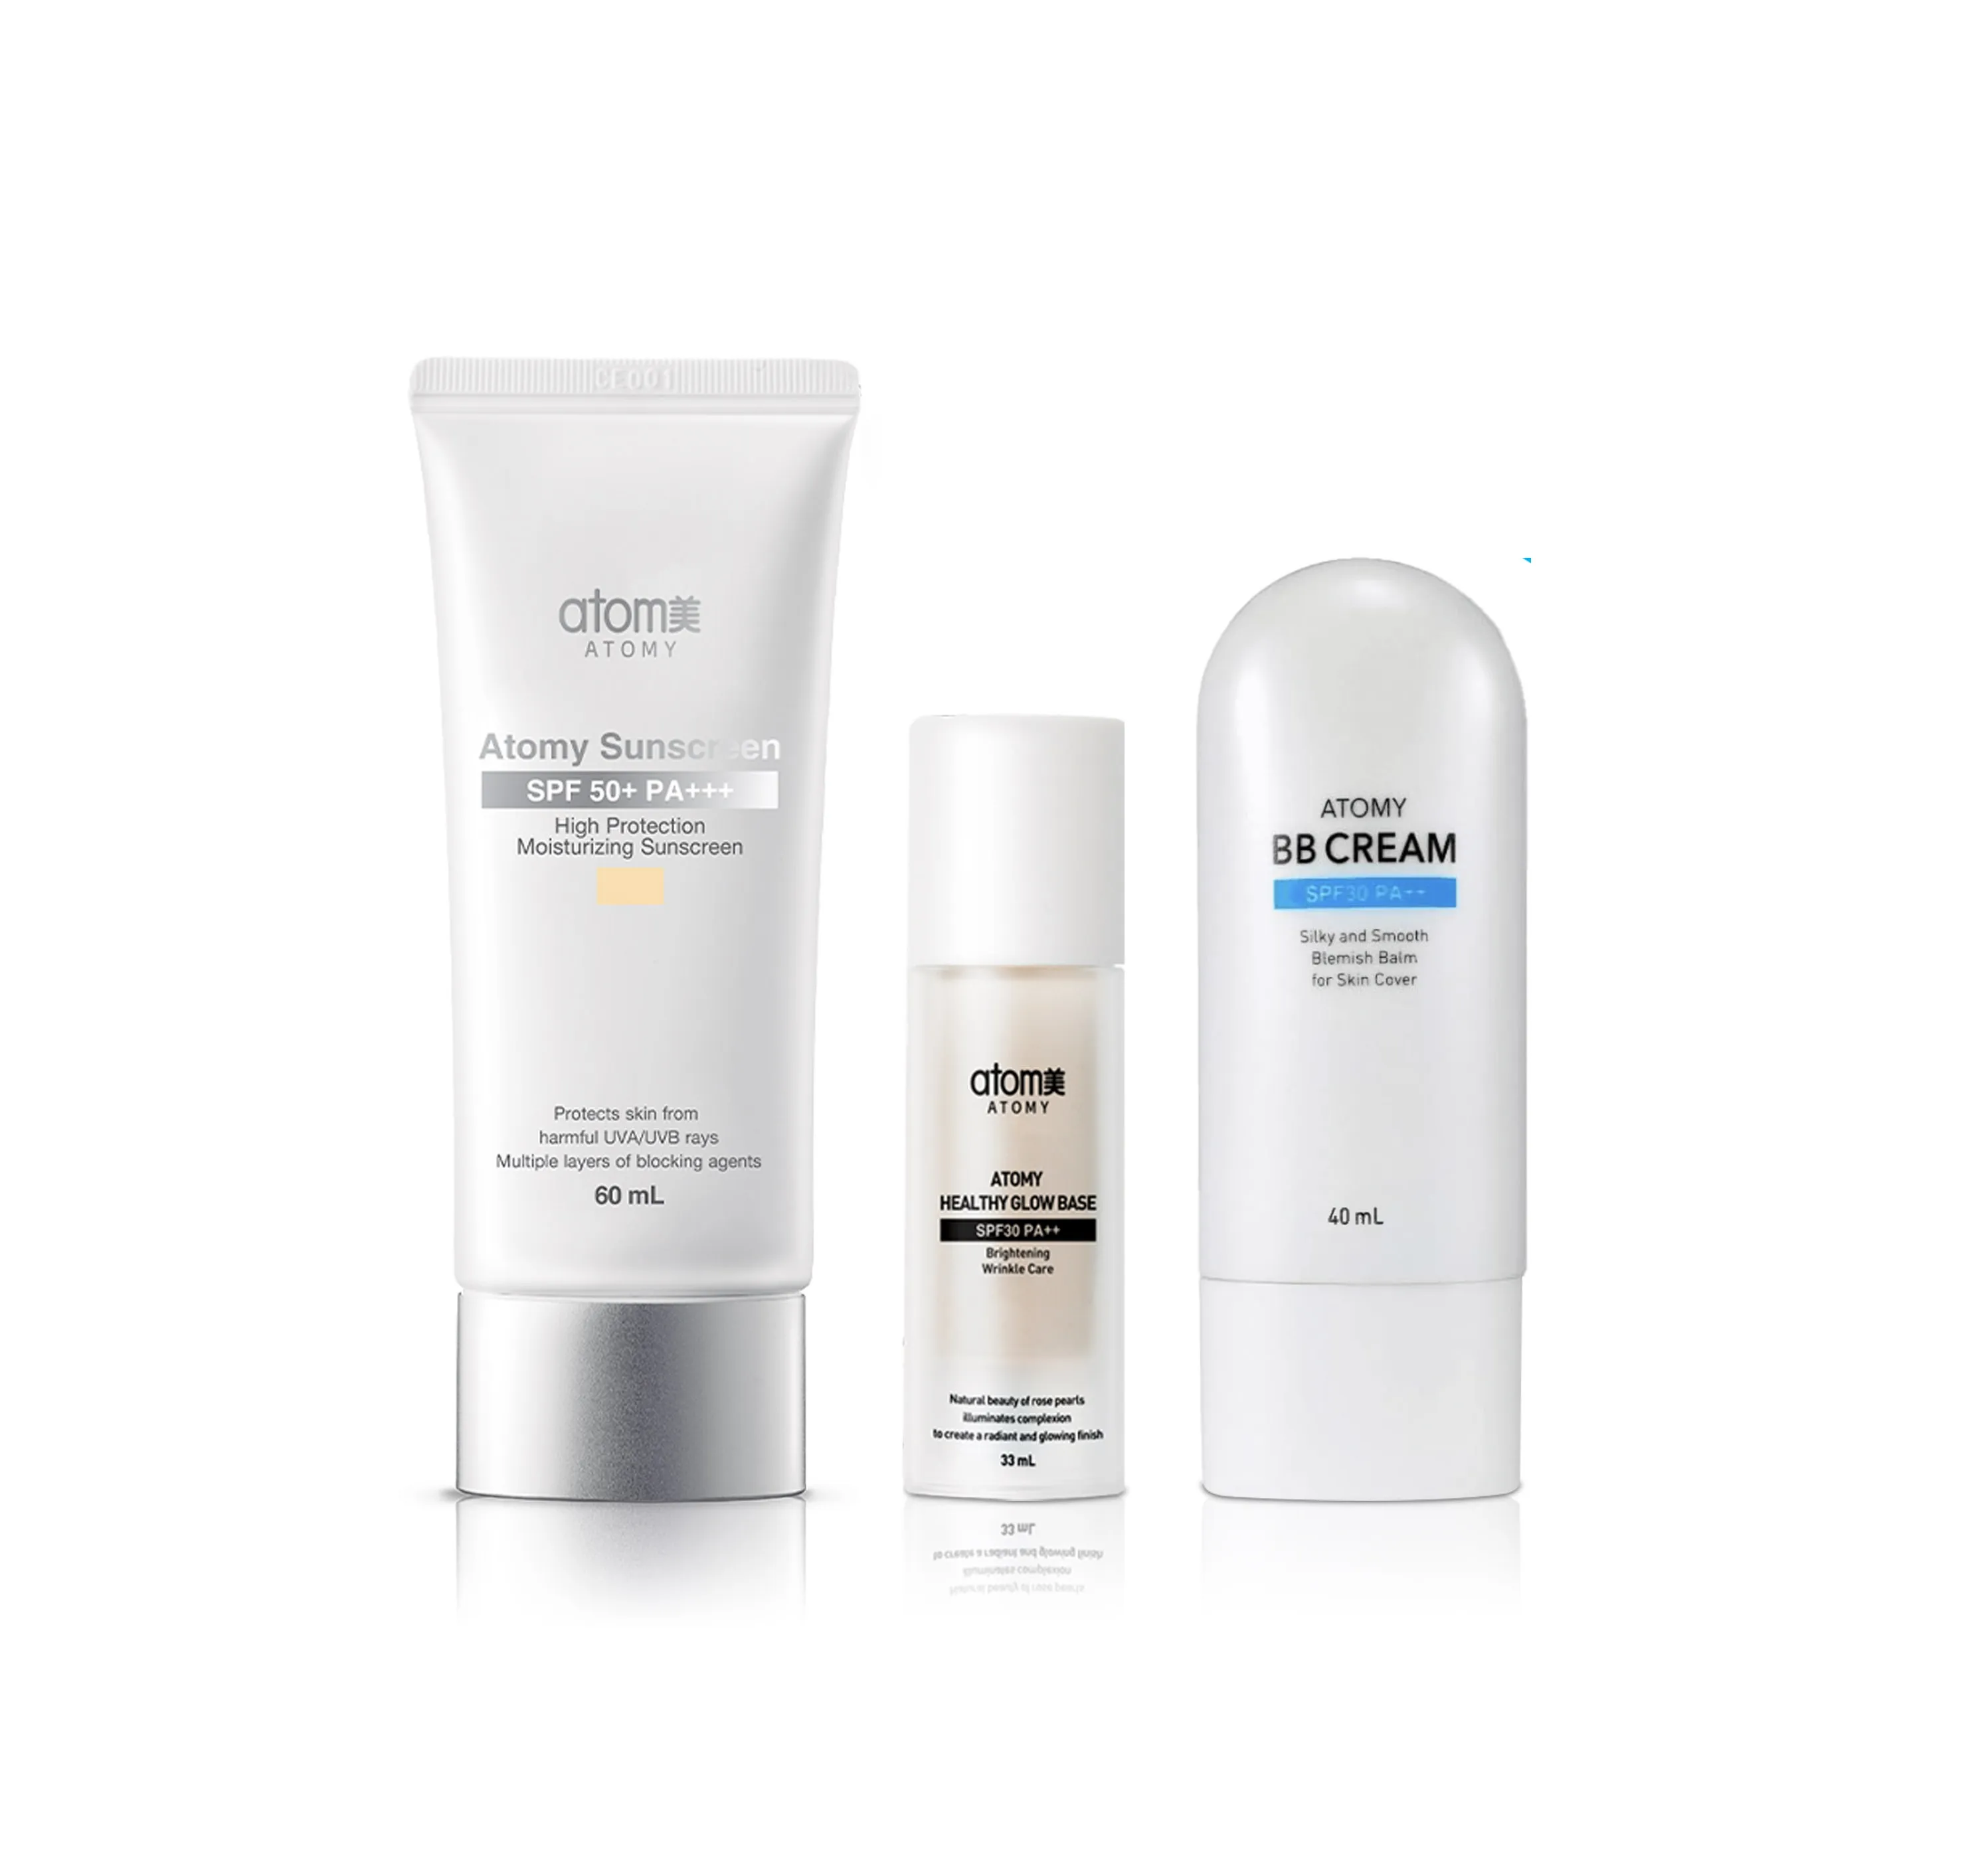 CE001
atom美
ATOMY
Atomy Sunscreen
SPF 50+ PA+++
High Protection
Moisturizing Sunscreen
Protects skin from
harmful UVA/UVB rays
Multiple layers of blocking agents
60 mL
atom美
ATOMY
ATOMY
HEALTHY GLOW BASE
SPF30 PA++
Brightening
Wrinkle Care
Natural beauty of rose pearls
illuminates complexion
to create a radiant and glowing finish
33 mL
ATOMY
BB CREAM
SPF30 PA++
Silky and Smooth
Blemish Balm
for Skin Cover
40 mL